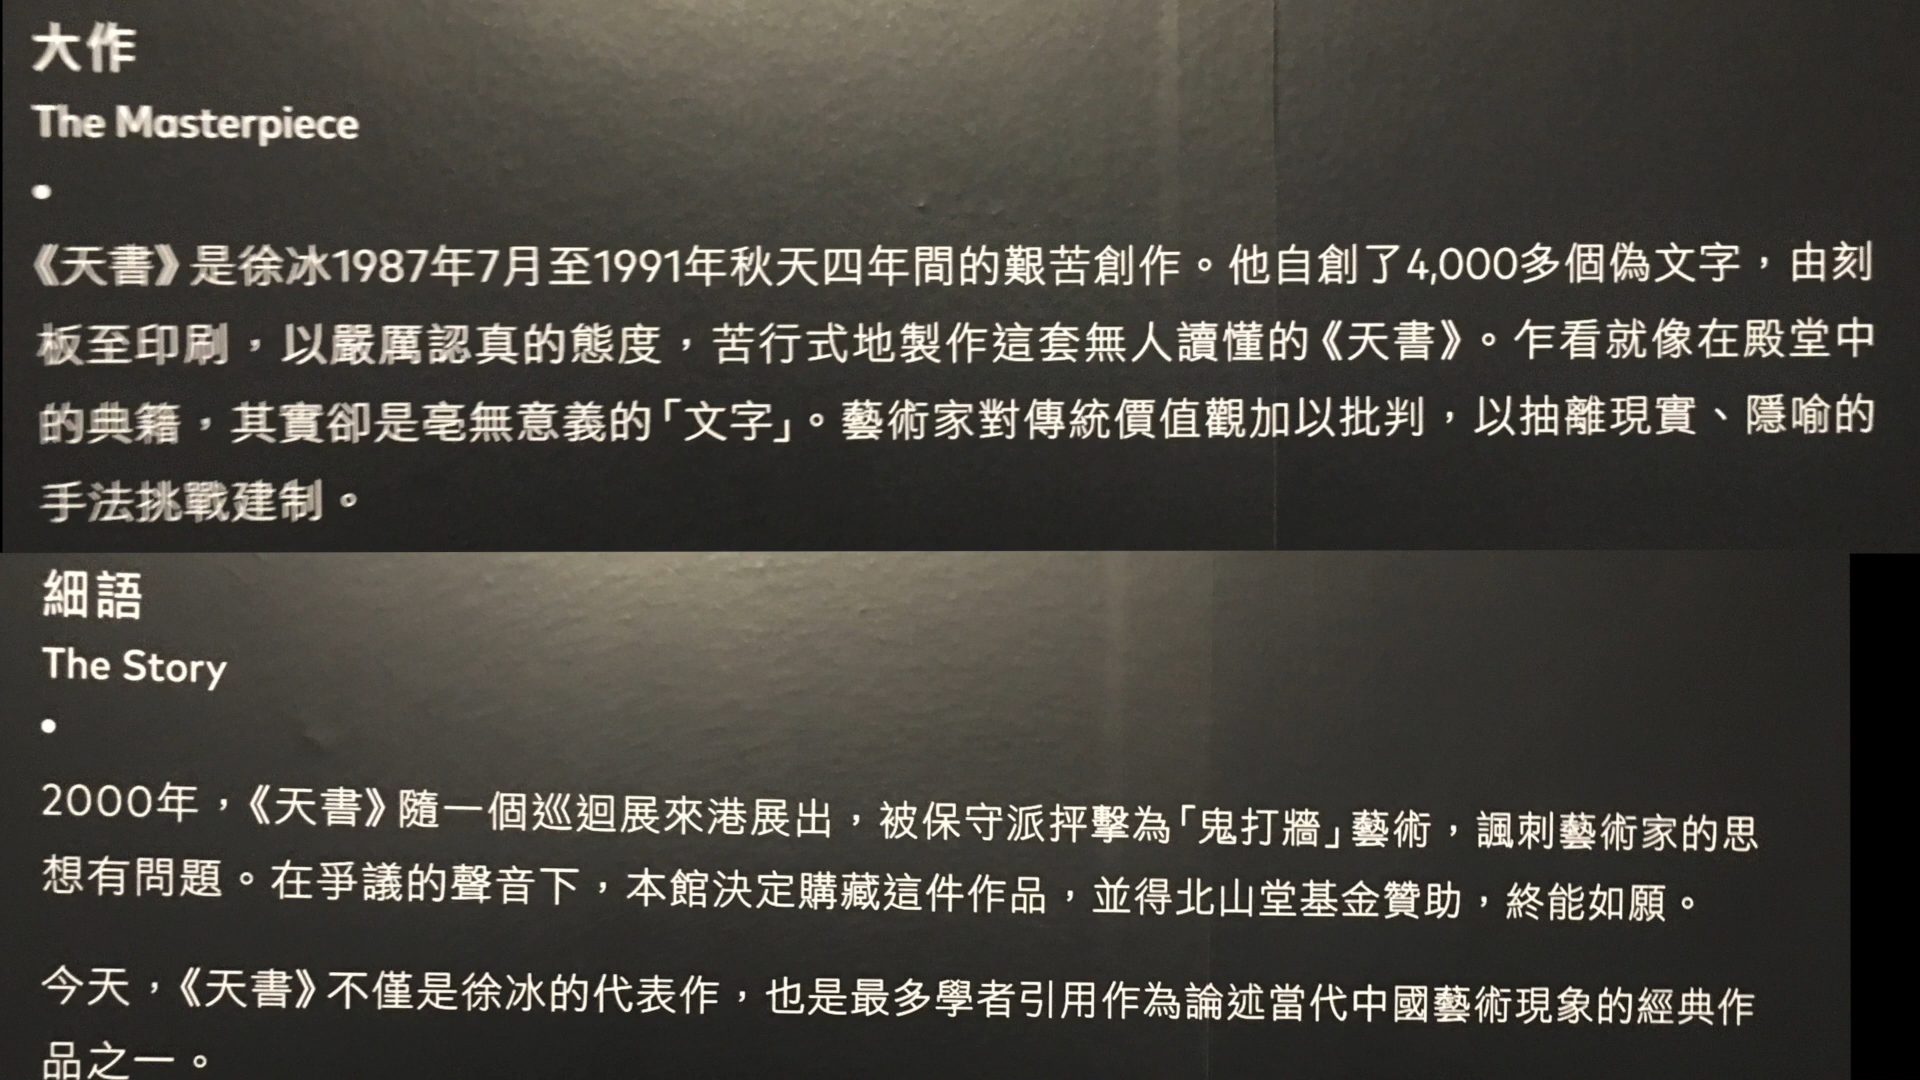 大作
The Masterpiece
•
《天書》是徐冰1987年7月至1991年秋天四年間的艱苦創作。他自創了4,000多個偽文字，由刻
板至印刷，以嚴厲認真的態度，苦行式地製作這套無人讀懂的《天書》。乍看就像在殿堂中
的典籍，其實卻是毫無意義的「文字」。藝術家對傳統價值觀加以批判，以抽離現實、隱喻的
手法挑戰建制。
細語
The Story
•
2000年，《天書》隨一個巡迴展來港展出，被保守派抨擊為「鬼打牆」藝術，諷刺藝術家的思
想有問題。在爭議的聲音下，本館決定購藏這件作品，並得北山堂基金贊助，終能如願。
今天，《天書》不僅是徐冰的代表作，也是最多學者引用作為論述當代中國藝術現象的經典作
品之一。